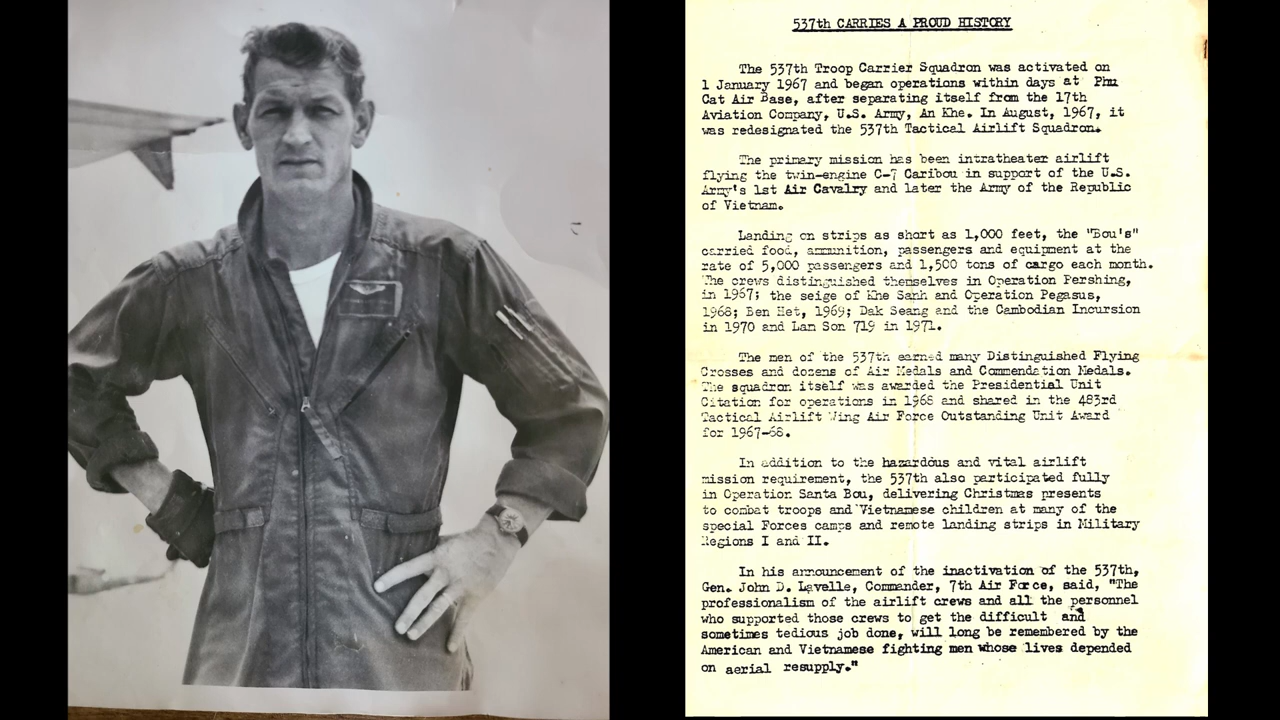 537th CARRIES A PROUD HISTORY
The 537th Troop Carrier Squadron was activated on
1 January 1967 and began operations within days at Phu
Cat Air Base, after separating itself from the 17th
Aviation Company, U.S. Army, An Khe. In August, 1967, it
was redesignated the 537th Tactical Airlift Squadron.
The primary mission has been intratheater airlift
flying the twin-engine C-7 Caribou in support of the U.S.
Army's 1st Air Cavalry and later the Army of the Republic
of Vietnam.
Landing on strips as short as 1,000 feet, the "Bou's"
carried food, ammunition, passengers and equipment at the
rate of 5,000 passengers and 1,500 tons of cargo each month.
The crews distinguished themselves in Operation Pershing,
in 1967; the seige of Khe Sanh and Operation Pegasus,
1968; Ben Het, 1969; Dak Seang and the Cambodian Incursion
in 1970 and Lam Son 719 in 1971.
The men of the 537th earned many Distinguished Flying
Crosses and dozens of Air Medals and Commendation Medals.
The squadron itself was awarded the Presidential Unit
Citation for operations in 1968 and shared in the 483rd
Tactical Airlift Wing Air Force Outstanding Unit Award
for 1967-68.
In addition to the hazardous and vital airlift
mission requirement, the 537th also participated fully
in Operation Santa Bou, delivering Christmas presents
to combat troops and Vietnamese children at many of the
special Forces camps and remote landing strips in Military
Regions I and II.
In his announcement of the inactivation of the 537th,
Gen. John D. Lavelle, Commander, 7th Air Force, said, "The
professionalism of the airlift crews and all the personnel
who supported those crews to get the difficult and
sometimes tedious job done, will long be remembered by the
American and Vietnamese fighting men whose lives depended
on aerial resupply."